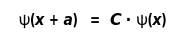 ψ(x + a) = C · ψ(x)